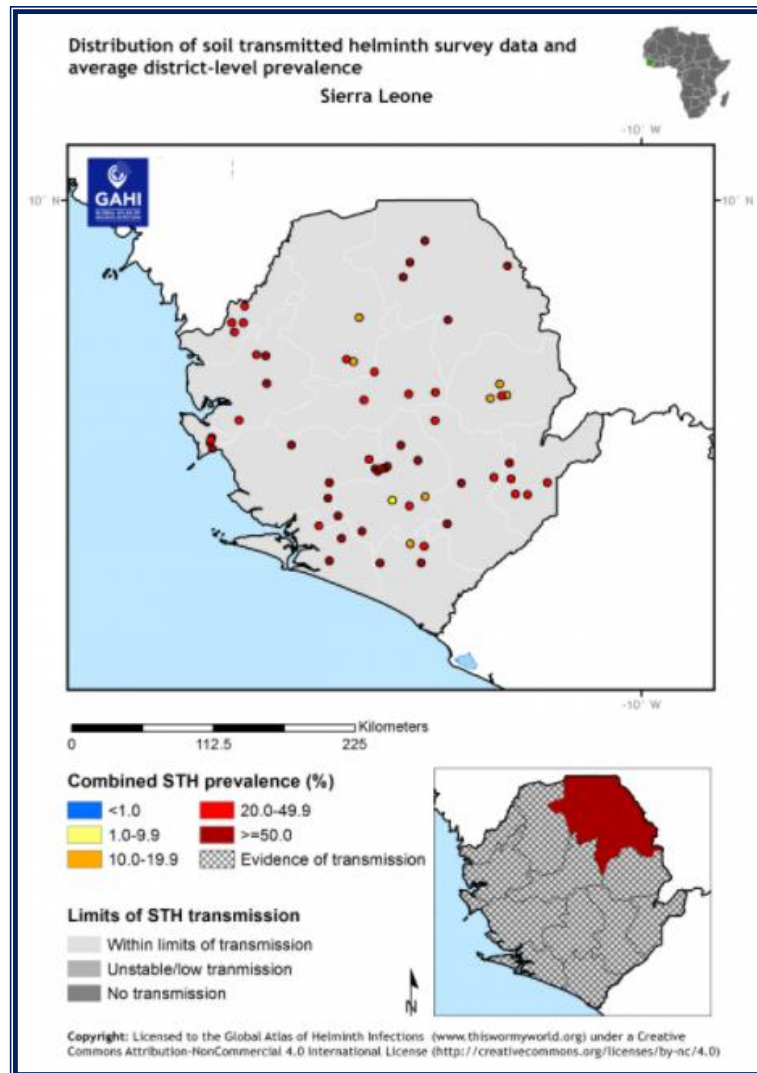 Distribution of soil transmitted helminth survey data and
average district-level prevalence
Sierra Leone
-10° W
GAHI
10° N
10° N
-10° W
Kilometers
0 112.5 225
Combined STH prevalence (%)
<1.0
1.0-9.9
10.0-19.9
20.0-49.9
>=50.0
Evidence of transmission
Limits of STH transmission
Within limits of transmission
Unstable/low tranmission
No transmission
N
Copyright: Licensed to the Global Atlas of Helminth Infections (www.thiswormyworld.org) under a Creative
Commons Attribution-NonCommercial 4.0 International License (http://creativecommons.org/licenses/by-nc/4.0)